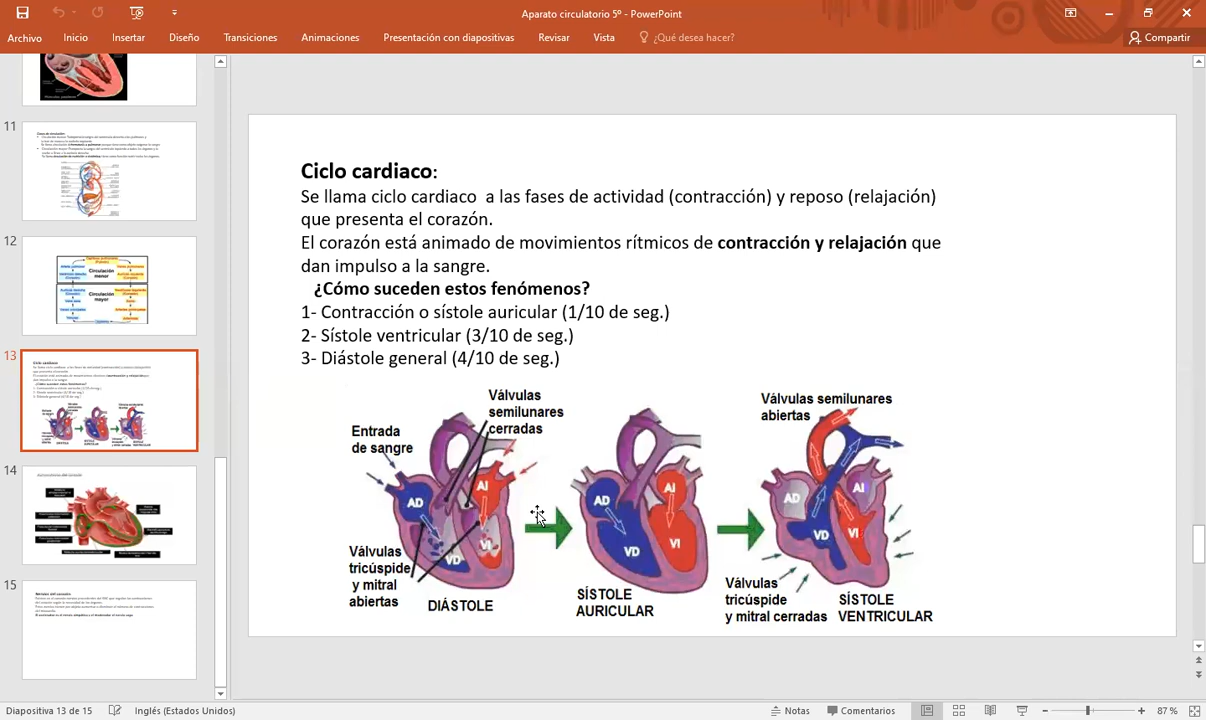 Aparato circulatorio 5º - PowerPoint
Archivo Inicio Insertar Diseño Transiciones Animaciones Presentación con diapositivas Revisar Vista ¿Qué desea hacer? Compartir
11
12
Circulación menor
Circulación mayor
13
14
15
Ciclo cardiaco:
Se llama ciclo cardiaco a las fases de actividad (contracción) y reposo (relajación)
que presenta el corazón.
El corazón está animado de movimientos rítmicos de contracción y relajación que
dan impulso a la sangre.
¿Cómo suceden estos fenómenos?
1- Contracción o sístole auricular (1/10 de seg.)
2- Sístole ventricular (3/10 de seg.)
3- Diástole general (4/10 de seg.)
Entrada
de sangre
Válvulas
semilunares
cerradas
AD
AI
VD
VI
Válvulas
tricúspide
y mitral
abiertas
DIÁSTOLE
AD
AI
VD
VI
SÍSTOLE
AURICULAR
Válvulas semilunares
abiertas
AD
AI
VD
VI
Válvulas
tricúspide
y mitral cerradas
SÍSTOLE
VENTRICULAR
Diapositiva 13 de 15 Inglés (Estados Unidos) Notas Comentarios 87 %